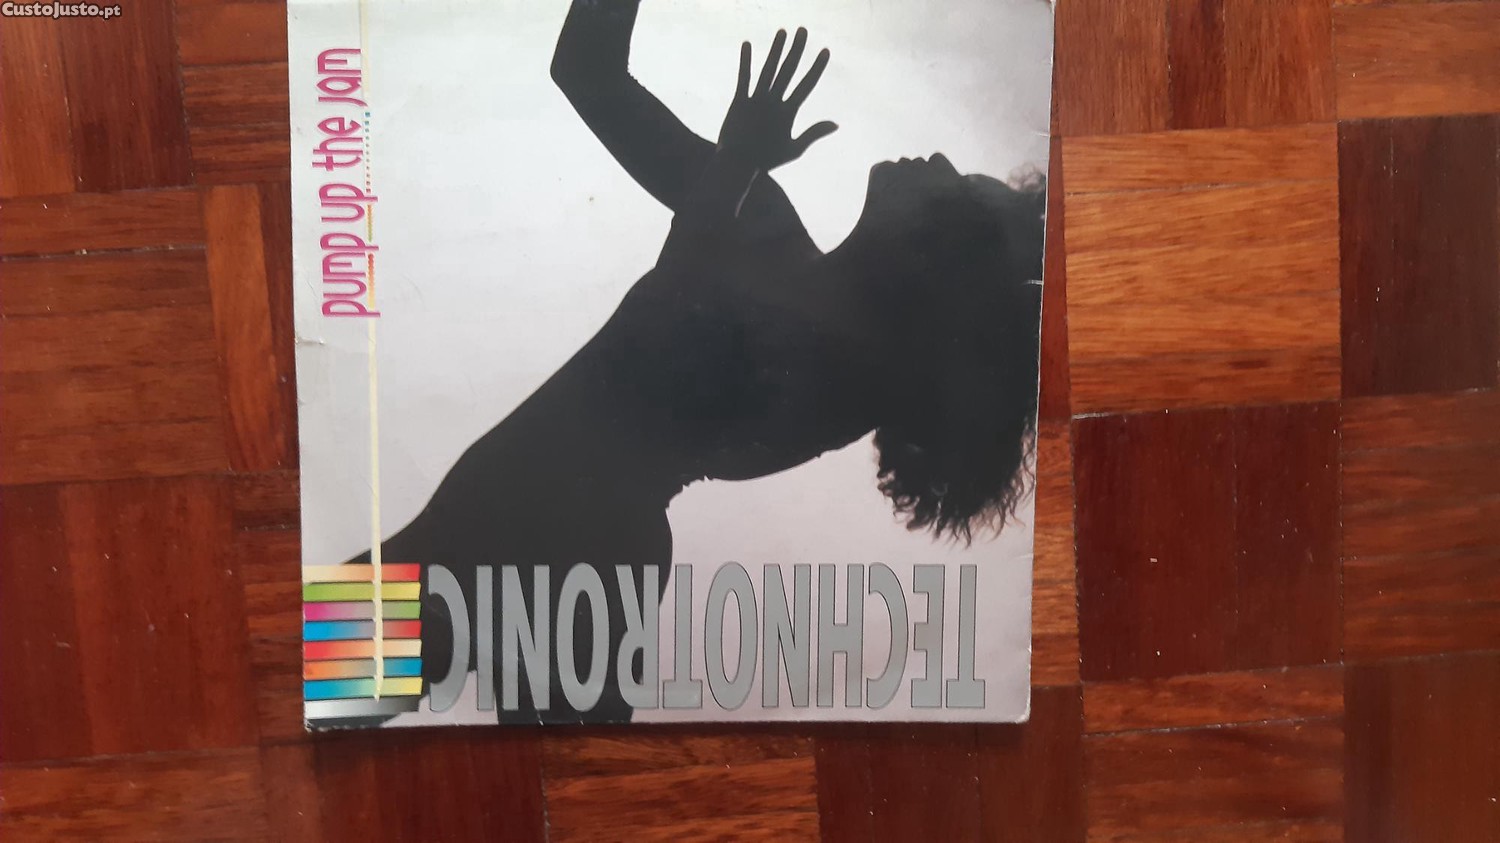 CustoJusto.pt
pump up the jam
TECHNOTRONIC